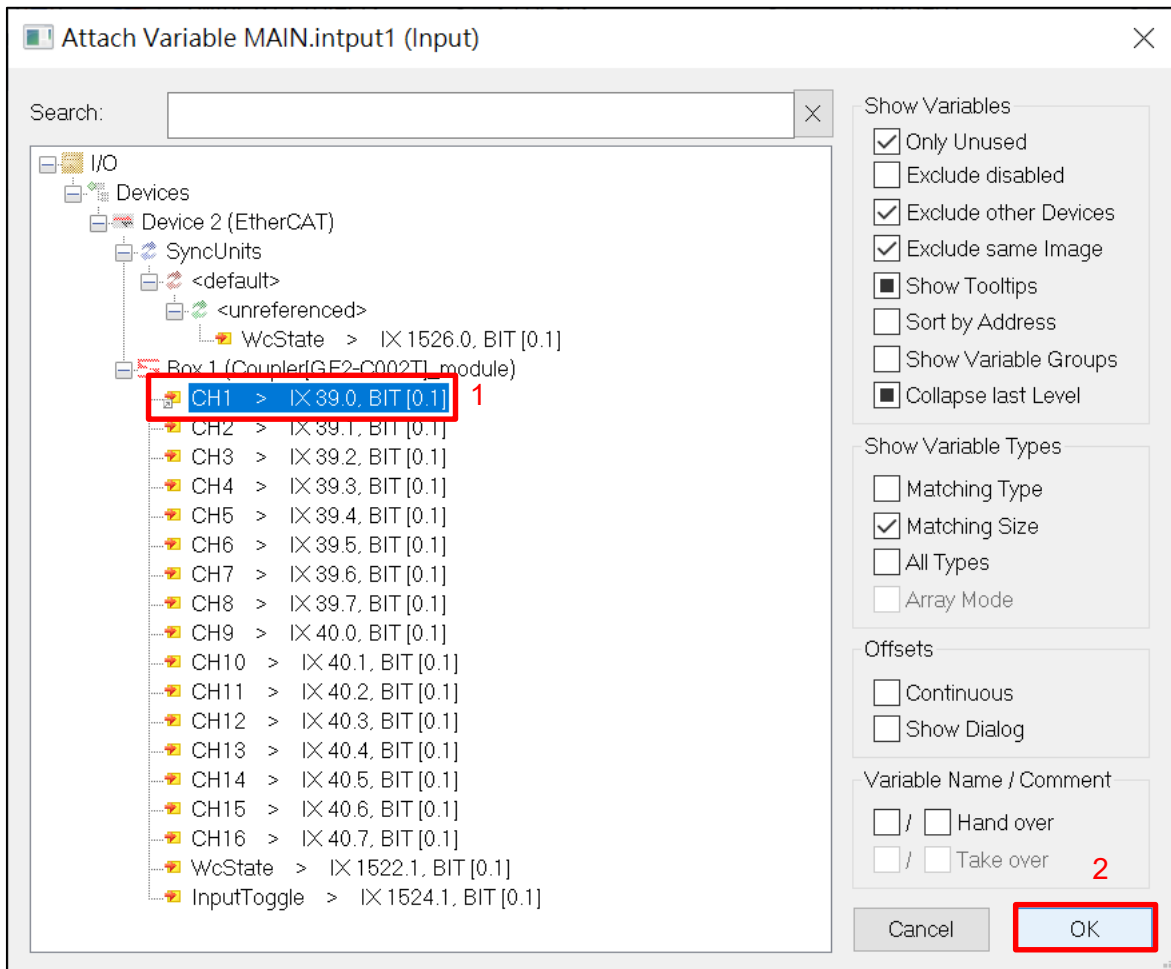 Attach Variable MAIN.intput1 (Input)
Search:
I/O
Devices
Device 2 (EtherCAT)
SyncUnits
<default>
<unreferenced>
WcState > IX 1526.0, BIT [0.1]
Box 1 (Coupler[GF2-C002T]_module)
CH1 > IX 39.0, BIT [0.1] 1
CH2 > IX 39.1, BIT [0.1]
CH3 > IX 39.2, BIT [0.1]
CH4 > IX 39.3, BIT [0.1]
CH5 > IX 39.4, BIT [0.1]
CH6 > IX 39.5, BIT [0.1]
CH7 > IX 39.6, BIT [0.1]
CH8 > IX 39.7, BIT [0.1]
CH9 > IX 40.0, BIT [0.1]
CH10 > IX 40.1, BIT [0.1]
CH11 > IX 40.2, BIT [0.1]
CH12 > IX 40.3, BIT [0.1]
CH13 > IX 40.4, BIT [0.1]
CH14 > IX 40.5, BIT [0.1]
CH15 > IX 40.6, BIT [0.1]
CH16 > IX 40.7, BIT [0.1]
WcState > IX 1522.1, BIT [0.1]
InputToggle > IX 1524.1, BIT [0.1]
Show Variables
Only Unused
Exclude disabled
Exclude other Devices
Exclude same Image
Show Tooltips
Sort by Address
Show Variable Groups
Collapse last Level
Show Variable Types
Matching Type
Matching Size
All Types
Array Mode
Offsets
Continuous
Show Dialog
Variable Name / Comment
/ Hand over
/ Take over
2
Cancel
OK